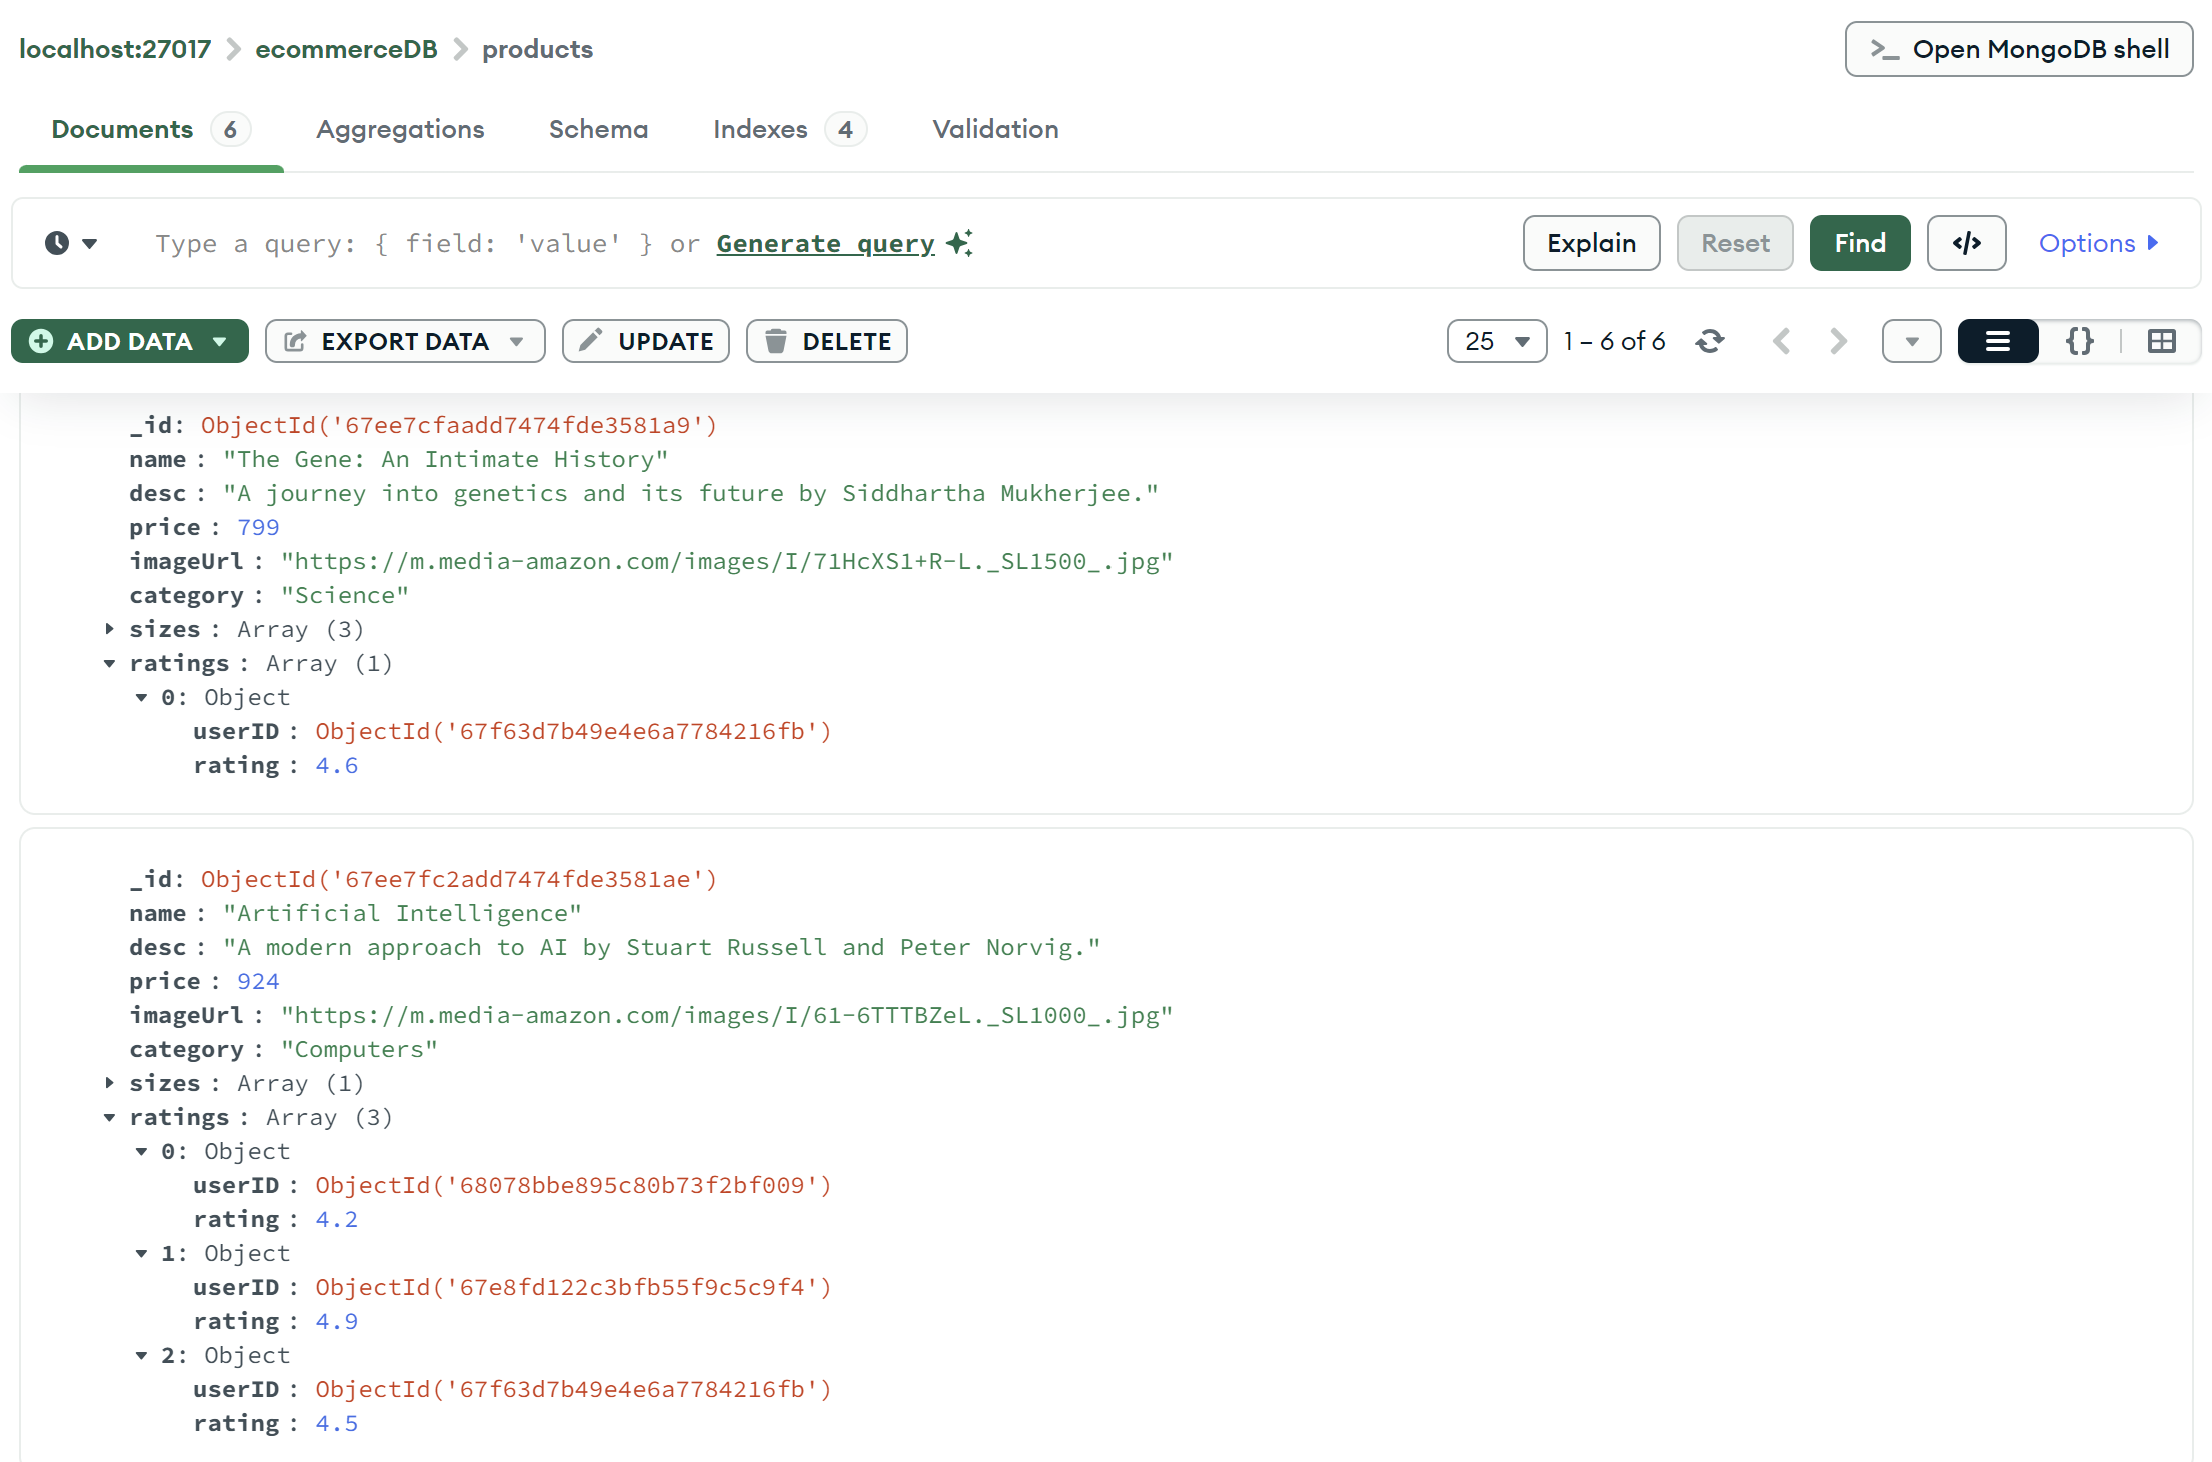 localhost:27017 > ecommerceDB > products
>_ Open MongoDB shell
Documents 6 Aggregations Schema Indexes 4 Validation
Type a query: { field: 'value' } or Generate query
Explain Reset Find </> Options
ADD DATA EXPORT DATA UPDATE DELETE 25 1 – 6 of 6 {}
_id: ObjectId('67ee7cfaadd7474fde3581a9')
name : "The Gene: An Intimate History"
desc : "A journey into genetics and its future by Siddhartha Mukherjee."
price : 799
imageUrl : "https://m.media-amazon.com/images/I/71HcXS1+R-L._SL1500_.jpg"
category : "Science"
sizes : Array (3)
ratings : Array (1)
0: Object
userID : ObjectId('67f63d7b49e4e6a7784216fb')
rating : 4.6
_id: ObjectId('67ee7fc2add7474fde3581ae')
name : "Artificial Intelligence"
desc : "A modern approach to AI by Stuart Russell and Peter Norvig."
price : 924
imageUrl : "https://m.media-amazon.com/images/I/61-6TTTBZeL._SL1000_.jpg"
category : "Computers"
sizes : Array (1)
ratings : Array (3)
0: Object
userID : ObjectId('68078bbe895c80b73f2bf009')
rating : 4.2
1: Object
userID : ObjectId('67e8fd122c3bfb55f9c5c9f4')
rating : 4.9
2: Object
userID : ObjectId('67f63d7b49e4e6a7784216fb')
rating : 4.5